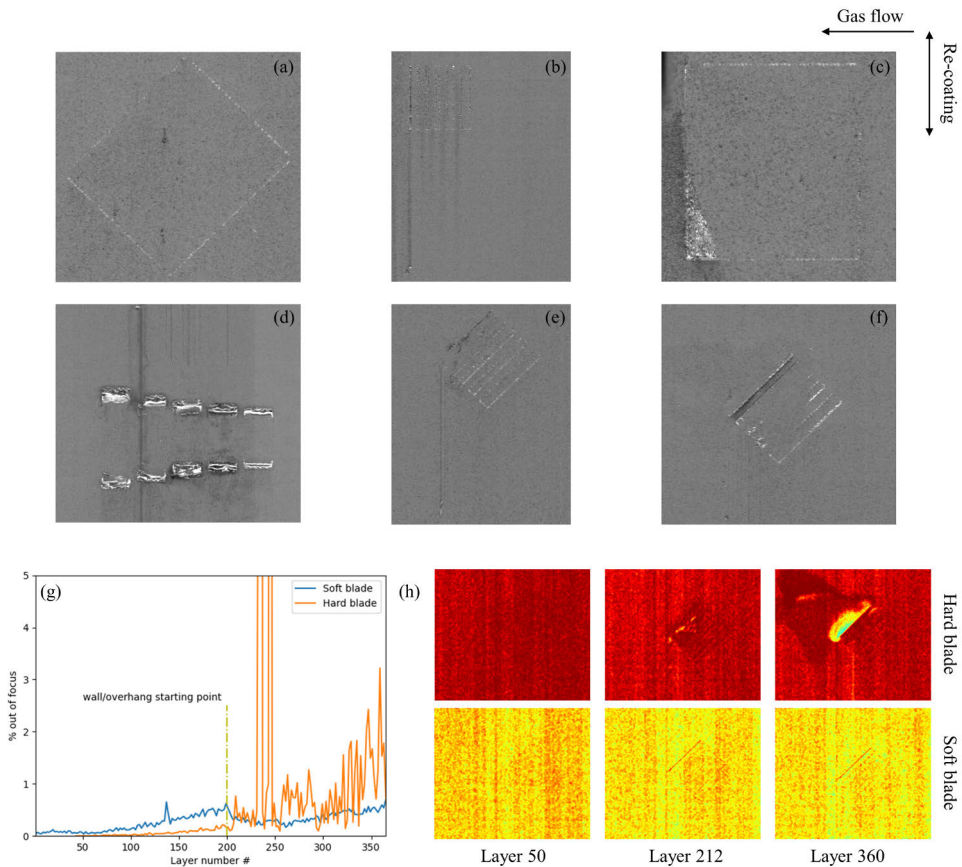 Gas flow
Re-coating
(a)
(b)
(c)
(d)
(e)
(f)
(g)
5
4
3
2
1
0
% out of focus
50
100
150
200
250
300
350
Layer number #
Soft blade
Hard blade
wall/overhang starting point
(h)
Hard blade
Soft blade
Layer 50
Layer 212
Layer 360